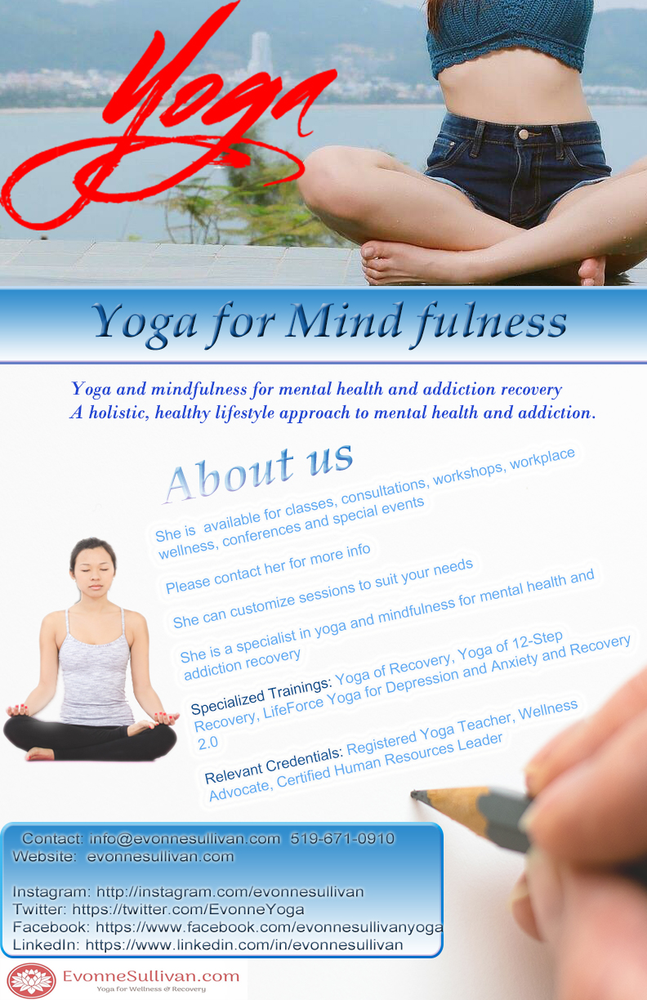 Yoga
Yoga for Mind fulness
Yoga and mindfulness for mental health and addiction recovery
A holistic, healthy lifestyle approach to mental health and addiction.
About us
She is available for classes, consultations, workshops, workplace
wellness, conferences and special events
Please contact her for more info
She can customize sessions to suit your needs
She is a specialist in yoga and mindfulness for mental health and
addiction recovery
Specialized Trainings: Yoga of Recovery, Yoga of 12-Step
Recovery, LifeForce Yoga for Depression and Anxiety and Recovery
2.0
Relevant Credentials: Registered Yoga Teacher, Wellness
Advocate, Certified Human Resources Leader
Contact: info@evonnesullivan.com 519-671-0910
Website: evonnesullivan.com
Instagram: http://instagram.com/evonnesullivan
Twitter: https://twitter.com/EvonneYoga
Facebook: https://www.facebook.com/evonnesullivanyoga
LinkedIn: https://www.linkedin.com/in/evonnesullivan
EvonneSullivan.com
Yoga for Wellness & Recovery